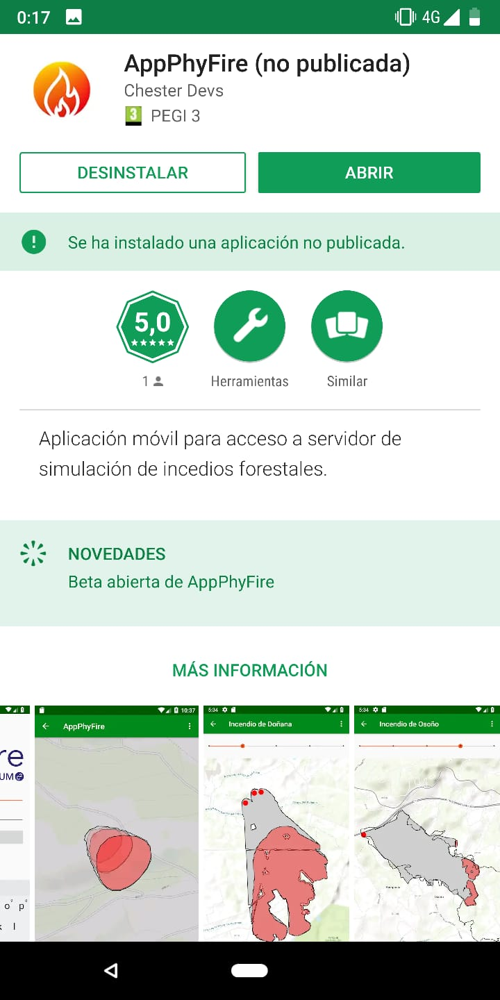 0:17
4G
AppPhyFire (no publicada)
Chester Devs
3 PEGI 3
DESINSTALAR
ABRIR
! Se ha instalado una aplicación no publicada.
5,0
1
Herramientas
Similar
Aplicación móvil para acceso a servidor de
simulación de incedios forestales.
NOVEDADES
Beta abierta de AppPhyFire
MÁS INFORMACIÓN
10:37
5:34
5:34
AppPhyFire
Incendio de Doñana
Incendio de Osoño
re
UM
o p
l